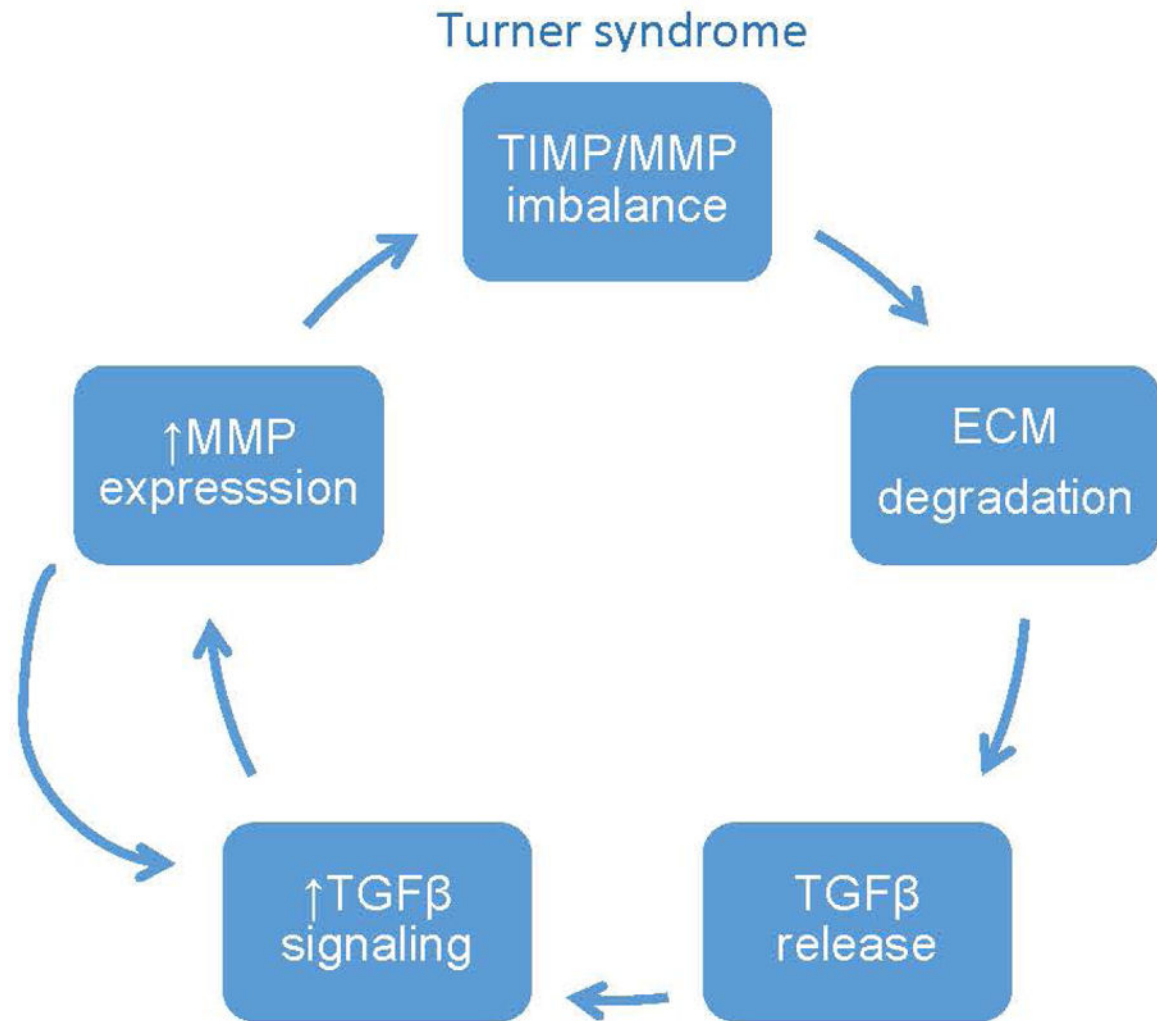 Turner syndrome
TIMP/MMP
imbalance
ECM
degradation
TGFβ
release
↑TGFβ
signaling
↑MMP
expresssion